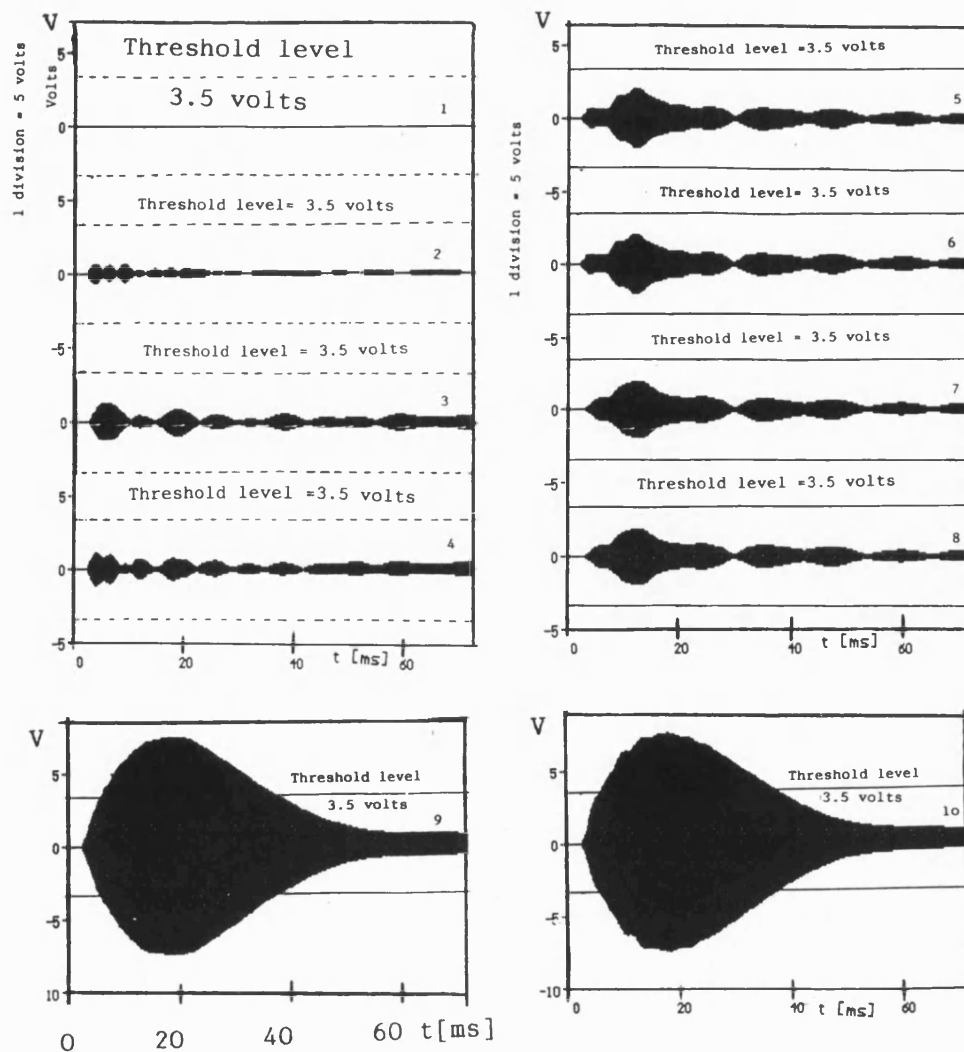 V
1 division = 5 volts
Volts
Threshold level
3.5 volts
1
5
0
Threshold level= 3.5 volts
5
2
0
-5
Threshold level = 3.5 volts
3
0
5
Threshold level =3.5 volts
4
0
-5
0 20 40 60
t [ms]
V
1 division = 5 volts
Threshold level =3.5 volts
5
5
0
-5
Threshold level= 3.5 volts
6
0
-5
Threshold level = 3.5 volts
7
0
-5
Threshold level =3.5 volts
8
0
-5
0 20 40 60
t [ms]
V
5
Threshold level
3.5 volts
9
0
-5
10
0 20 40 60 t[ms]
V
5
Threshold level
3.5 volts
10
0
-5
-10
0 20 40 60
t [ms]